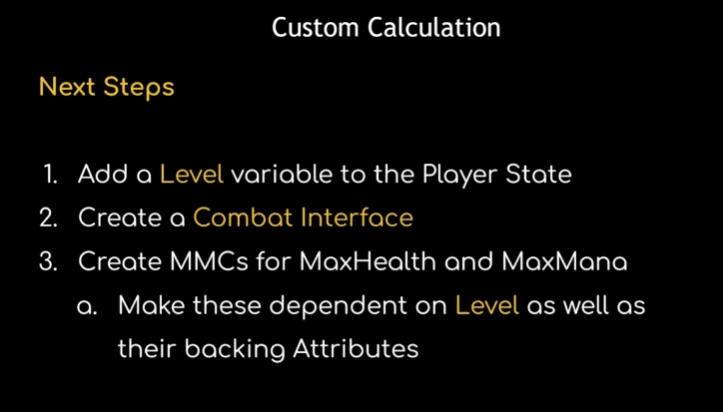 Custom Calculation
Next Steps
1. Add a Level variable to the Player State
2. Create a Combat Interface
3. Create MMCs for MaxHealth and MaxMana
a. Make these dependent on Level as well as
their backing Attributes